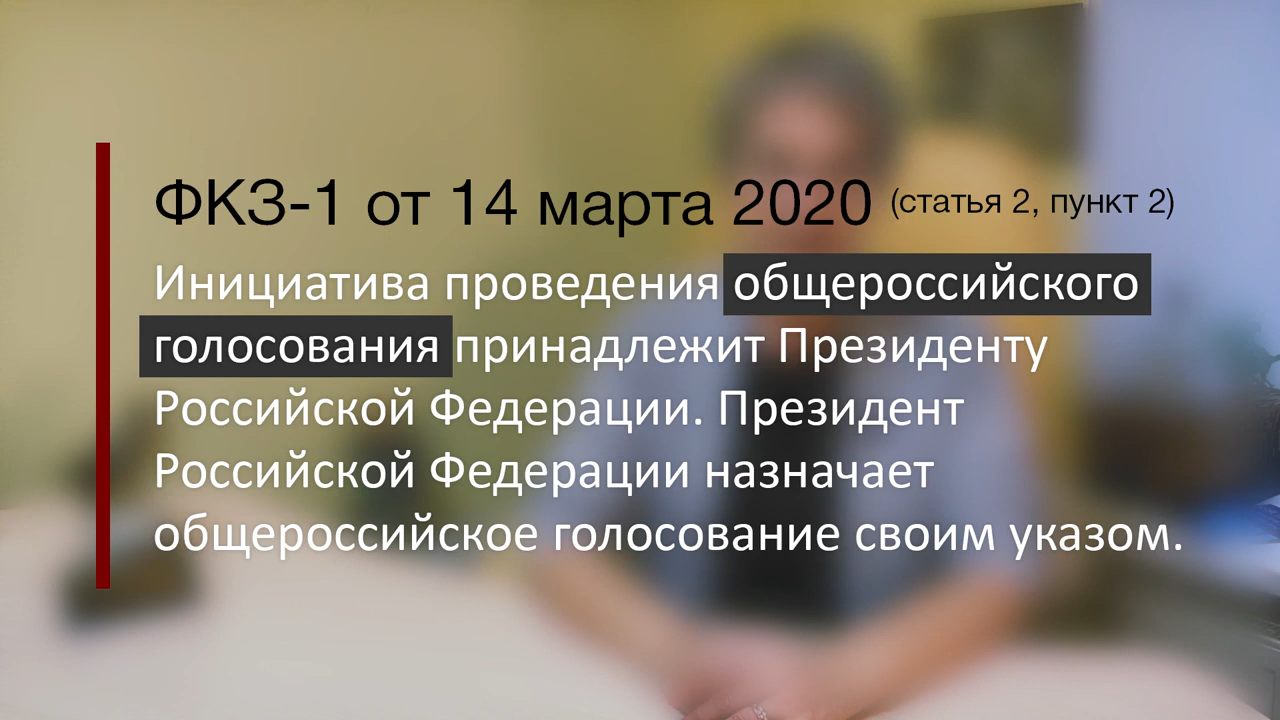 ФКЗ-1 от 14 марта 2020 (статья 2, пункт 2)
Инициатива проведения общероссийского
голосования принадлежит Президенту
Российской Федерации. Президент
Российской Федерации назначает
общероссийское голосование своим указом.